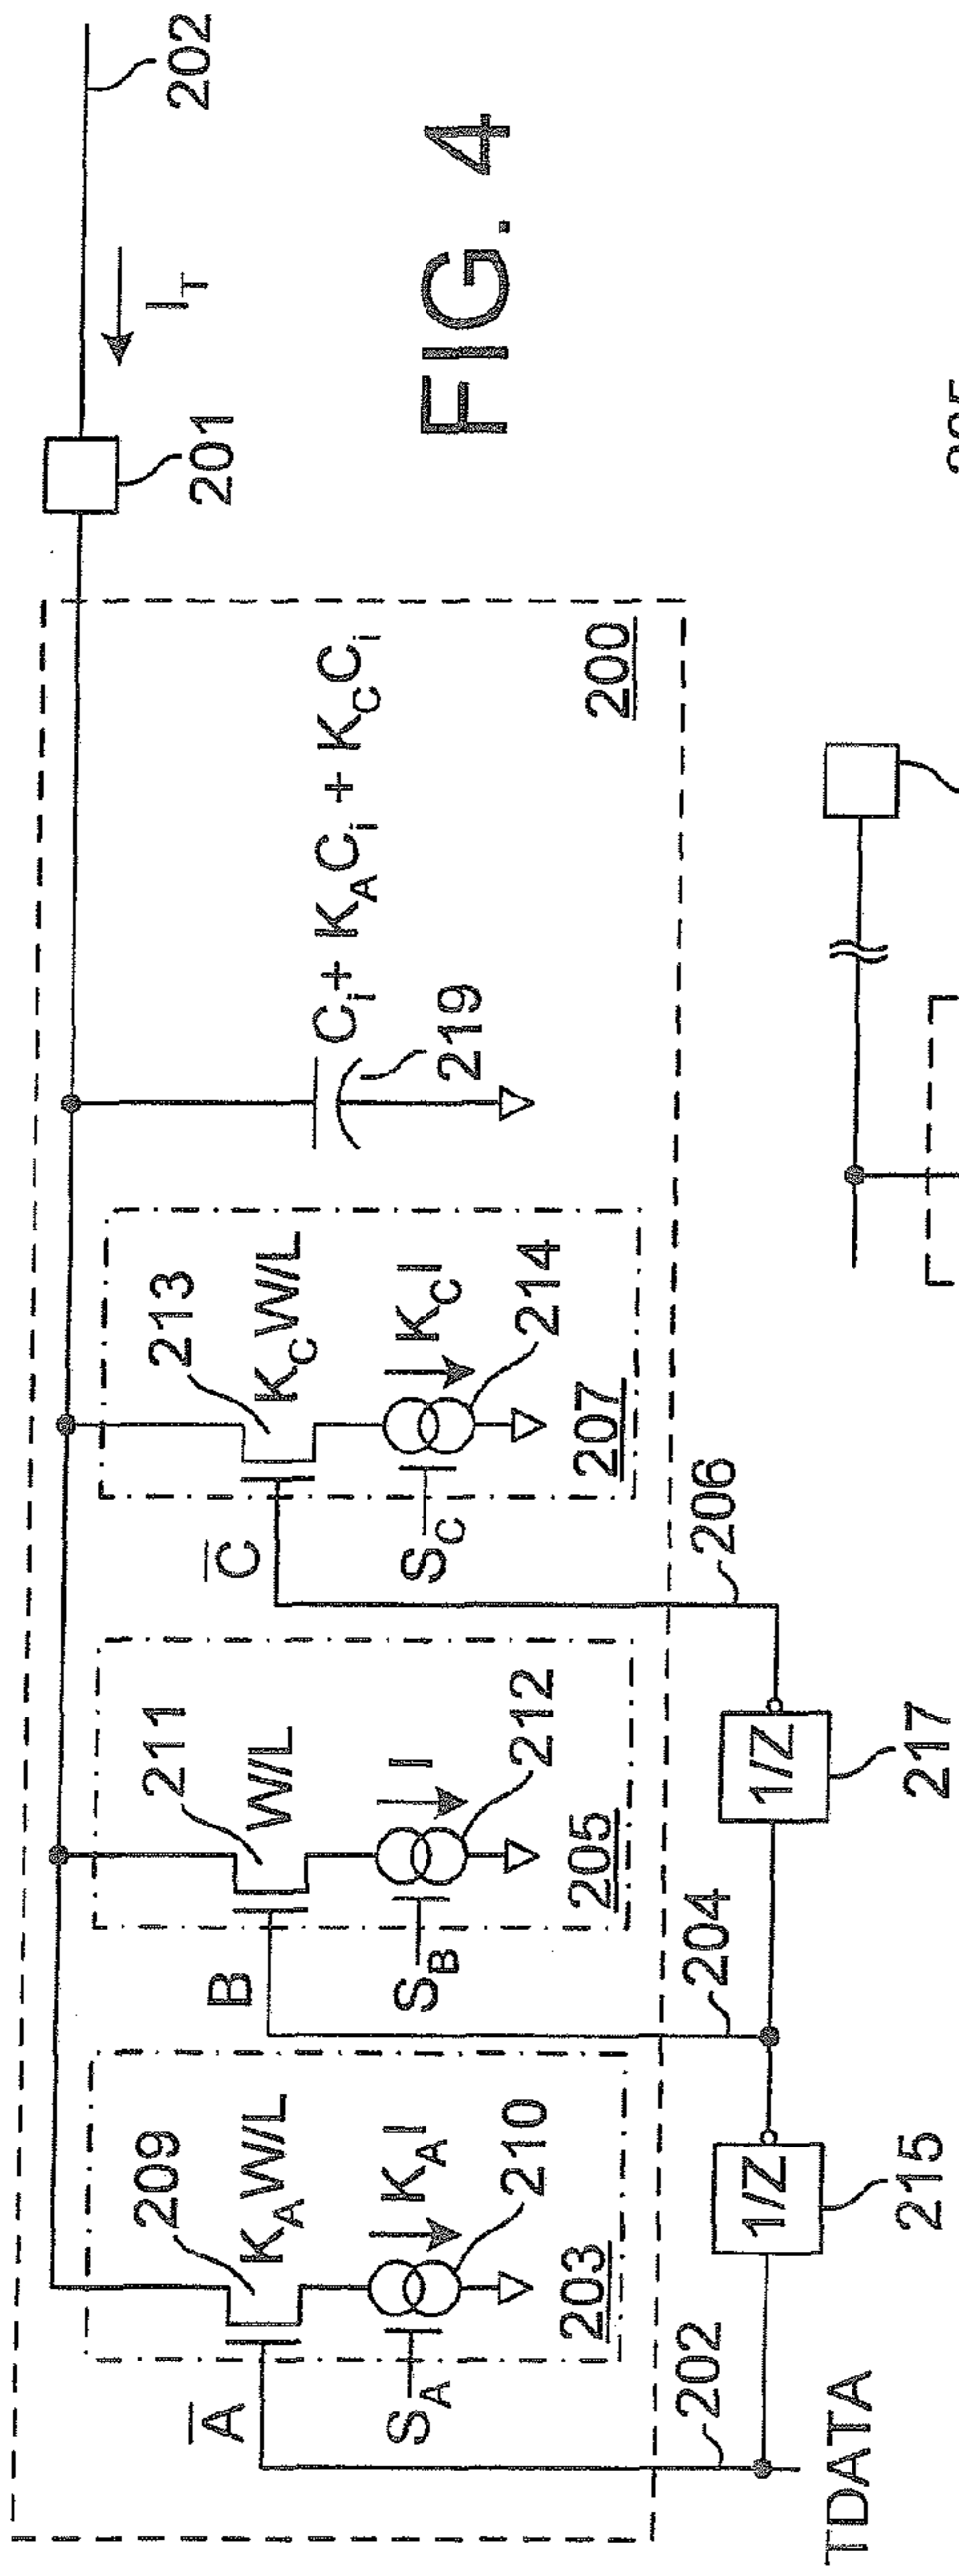 202
I_T
201
FIG. 4
C_i + K_A C_i + K_C C_i
219
200
213
K_C W/L
K_C I
214
207
C̅
S_C
206
211
W/L
I
212
205
B
S_B
204
217
1/Z
209
K_A W/L
K_A I
210
203
A̅
S_A
202
215
1/Z
TDATA